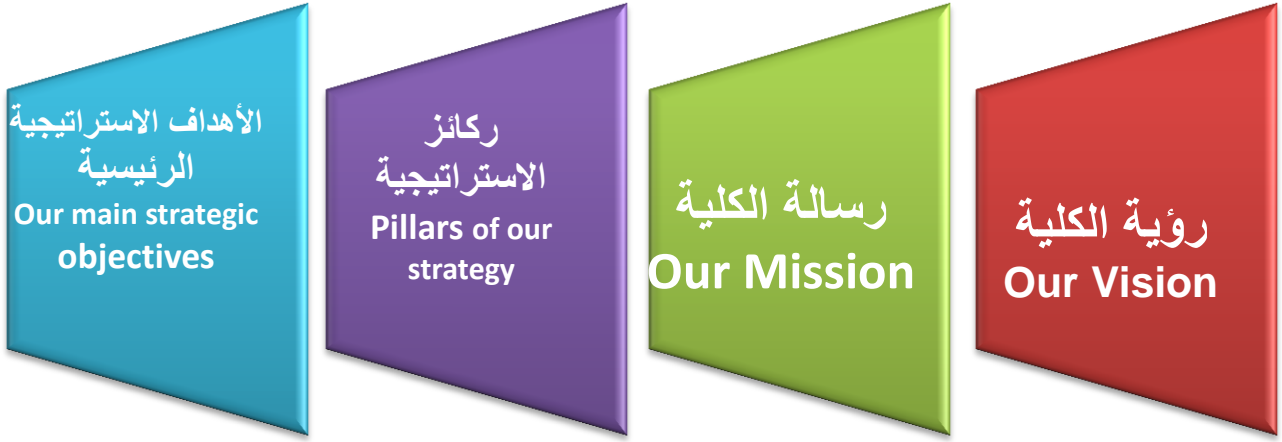 رؤية الكلية
Our Vision
رسالة الكلية
Our Mission
ركائز
الاستراتيجية
Pillars of our
strategy
الأهداف الاستراتيجية
الرئيسية
Our main strategic
objectives